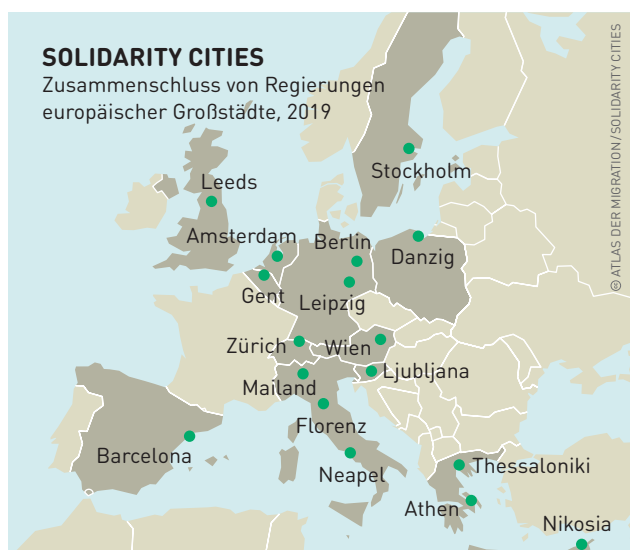 SOLIDARITY CITIES
Zusammenschluss von Regierungen
europäischer Großstädte, 2019
© ATLAS DER MIGRATION/SOLIDARITY CITIES
Stockholm
Leeds
Amsterdam
Berlin
Danzig
Gent
Leipzig
Zürich
Wien
Mailand
Ljubljana
Florenz
Barcelona
Neapel
Thessaloniki
Athen
Nikosia